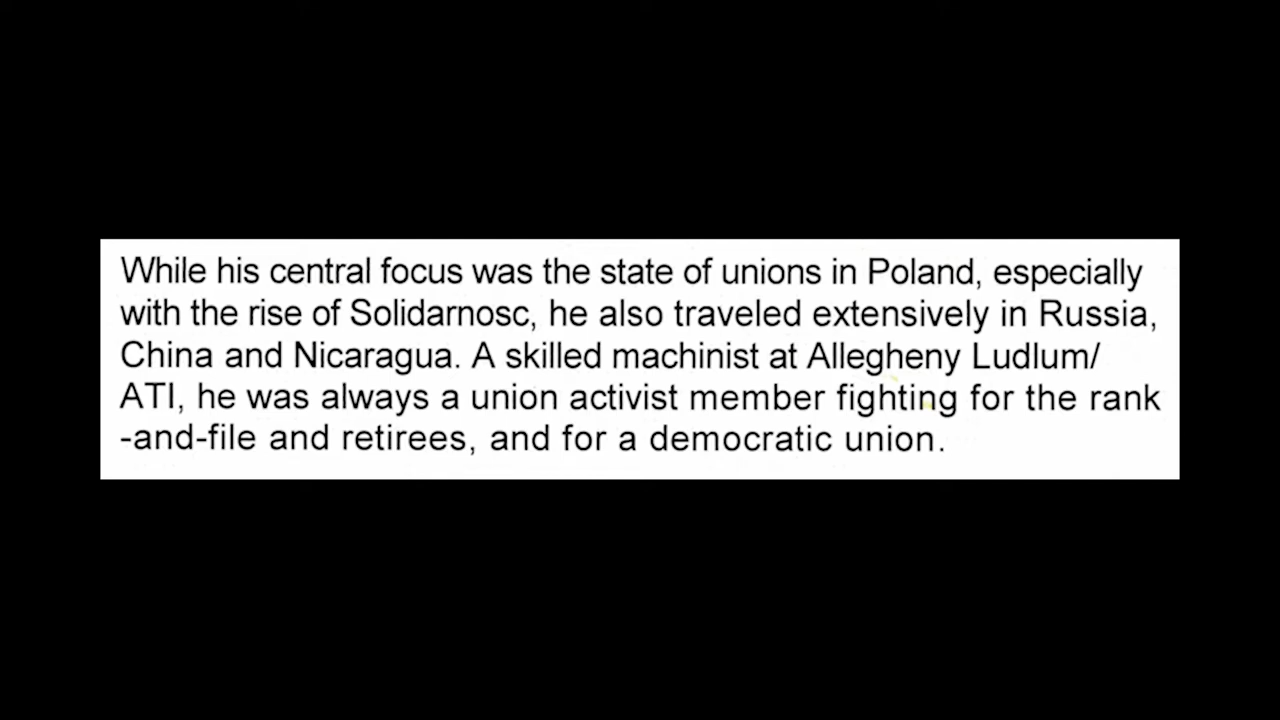 While his central focus was the state of unions in Poland, especially
with the rise of Solidarnosc, he also traveled extensively in Russia,
China and Nicaragua. A skilled machinist at Allegheny Ludlum/
ATI, he was always a union activist member fighting for the rank
-and-file and retirees, and for a democratic union.